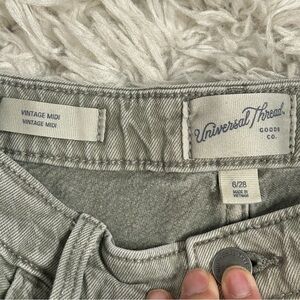 VINTAGE MIDI
VINTAGE MIDI
Universal Thread
GOODS
CO.
6/28
MADE IN
VIETNAM